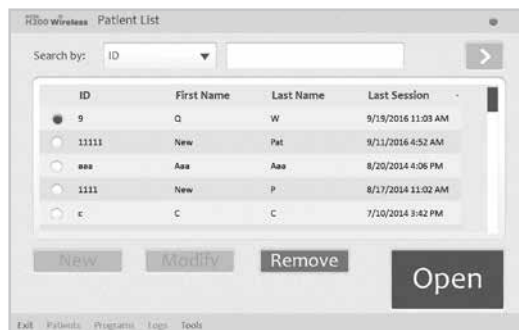 H200 Wireless Patient List
Search by: ID
ID First Name Last Name Last Session
9 Q W 9/19/2016 11:03 AM
11111 New Pat 9/11/2016 4:52 AM
aaa Aaa Aaa 8/20/2014 4:06 PM
1111 New P 8/17/2014 11:02 AM
c C C 7/10/2014 3:42 PM
New Modify Remove Open
Exit Patients Programs Logs Tools